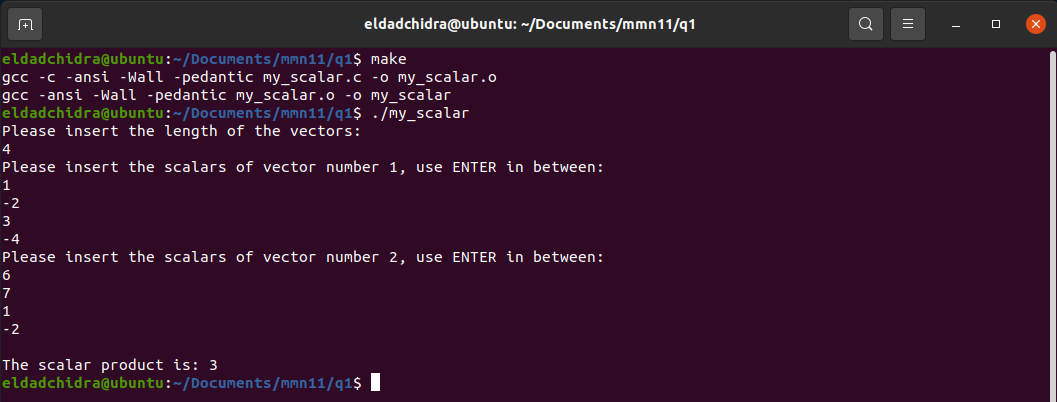 eldadchidra@ubuntu: ~/Documents/mmn11/q1
eldadchidra@ubuntu:~/Documents/mmn11/q1$ make
gcc -c -ansi -Wall -pedantic my_scalar.c -o my_scalar.o
gcc -ansi -Wall -pedantic my_scalar.o -o my_scalar
eldadchidra@ubuntu:~/Documents/mmn11/q1$ ./my_scalar
Please insert the length of the vectors:
4
Please insert the scalars of vector number 1, use ENTER in between:
1
-2
3
-4
Please insert the scalars of vector number 2, use ENTER in between:
6
7
1
-2
The scalar product is: 3
eldadchidra@ubuntu:~/Documents/mmn11/q1$